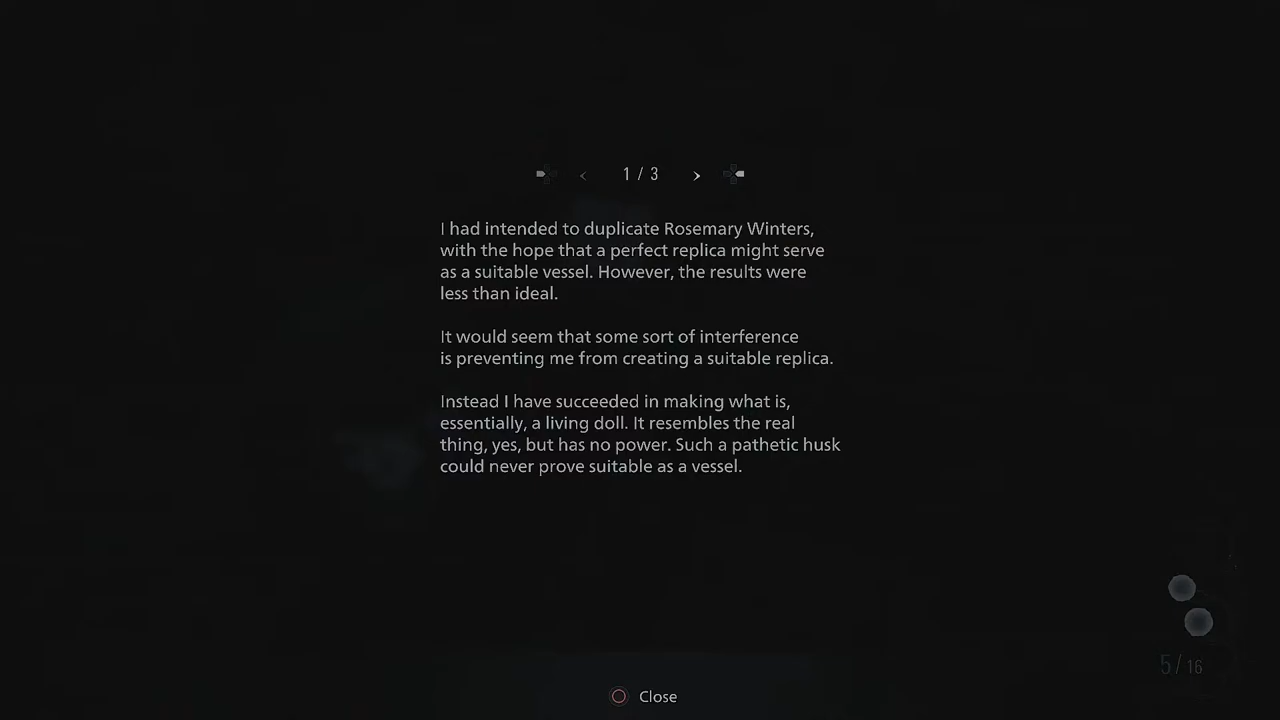 1 / 3
I had intended to duplicate Rosemary Winters,
with the hope that a perfect replica might serve
as a suitable vessel. However, the results were
less than ideal.
It would seem that some sort of interference
is preventing me from creating a suitable replica.
Instead I have succeeded in making what is,
essentially, a living doll. It resembles the real
thing, yes, but has no power. Such a pathetic husk
could never prove suitable as a vessel.
5/16
Close